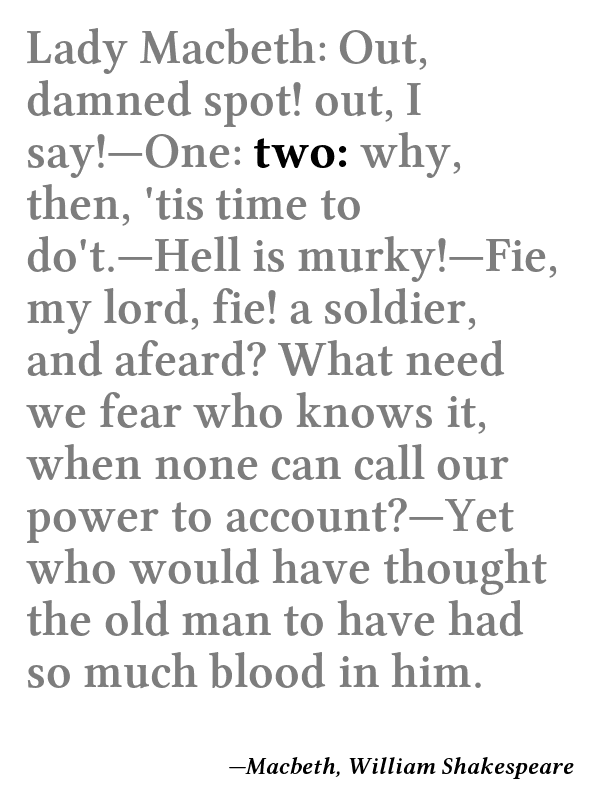 Lady Macbeth: Out,
damned spot! out, I
say!—One: two: why,
then, 'tis time to
do't.—Hell is murky!—Fie,
my lord, fie! a soldier,
and afeard? What need
we fear who knows it,
when none can call our
power to account?—Yet
who would have thought
the old man to have had
so much blood in him.
—Macbeth, William Shakespeare